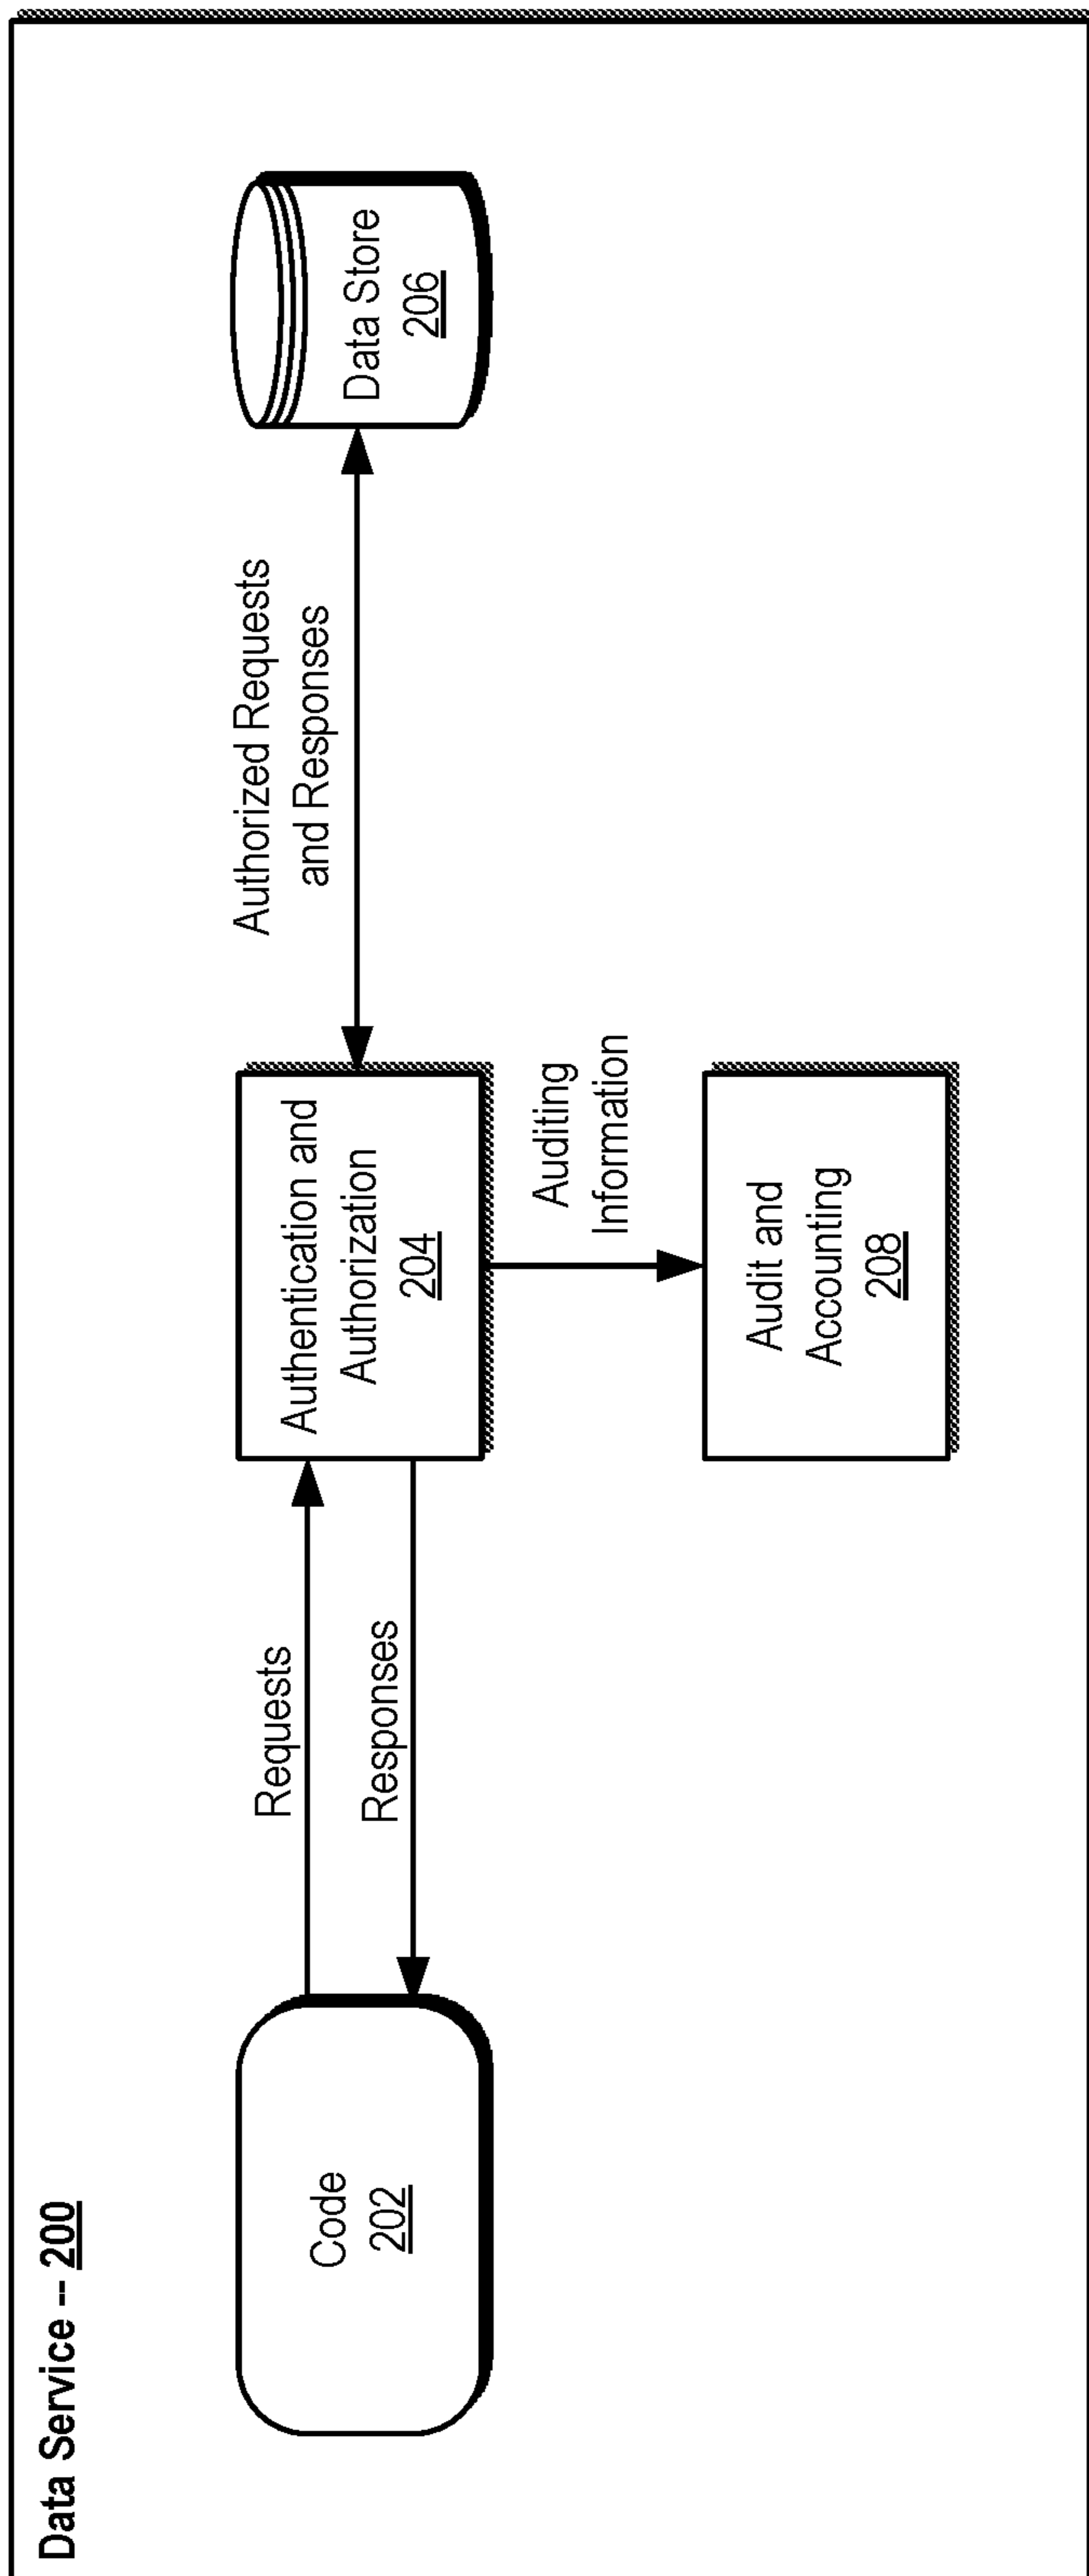 Data Service -- 200
Code
202
Requests
Responses
Authentication and
Authorization
204
Authorized Requests
and Responses
Data Store
206
Auditing
Information
Audit and
Accounting
208